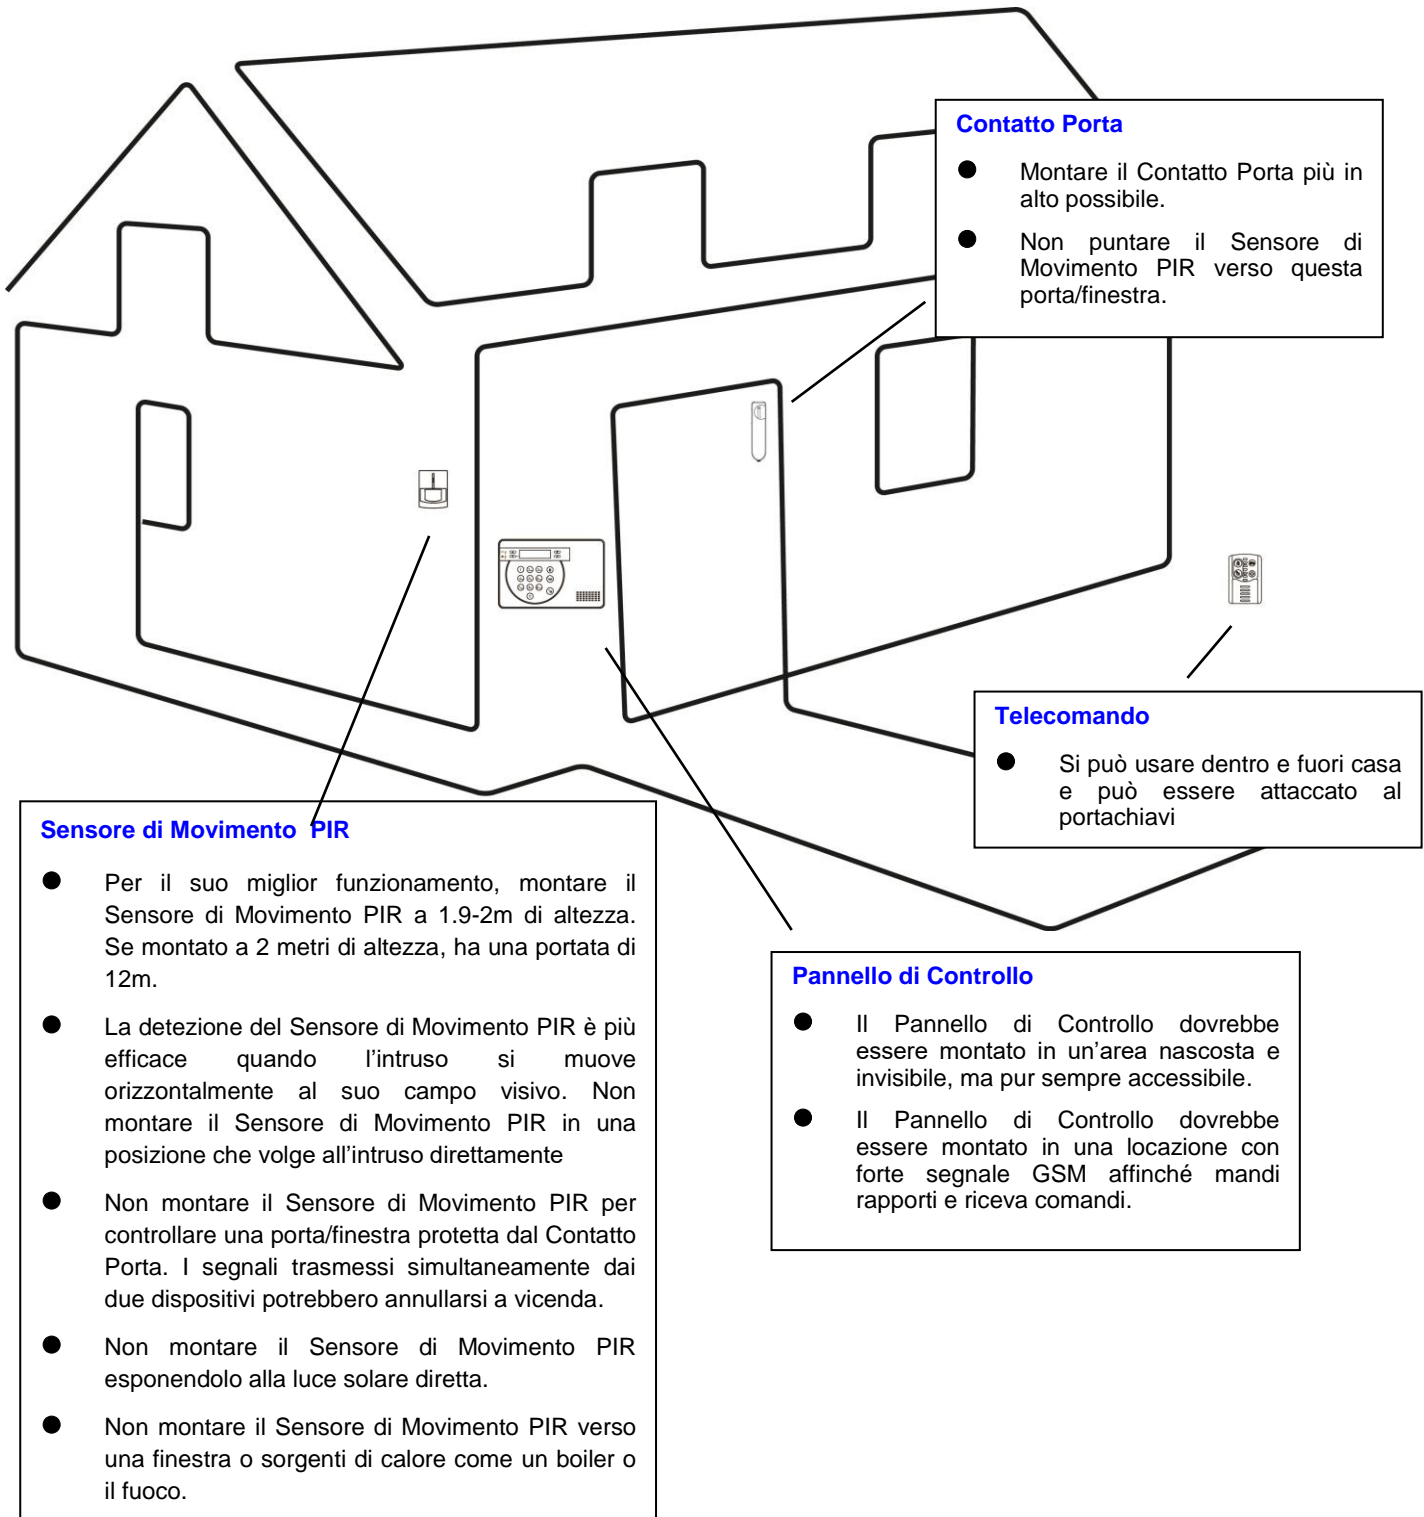 Contatto Porta
● Montare il Contatto Porta più in
alto possibile.
● Non puntare il Sensore di
Movimento PIR verso questa
porta/finestra.
Telecomando
● Si può usare dentro e fuori casa
e può essere attaccato al
portachiavi
Sensore di Movimento PIR
● Per il suo miglior funzionamento, montare il
Sensore di Movimento PIR a 1.9-2m di altezza.
Se montato a 2 metri di altezza, ha una portata di
12m.
● La detezione del Sensore di Movimento PIR è più
efficace quando l’intruso si muove
orizzontalmente al suo campo visivo. Non
montare il Sensore di Movimento PIR in una
posizione che volge all’intruso direttamente
● Non montare il Sensore di Movimento PIR per
controllare una porta/finestra protetta dal Contatto
Porta. I segnali trasmessi simultaneamente dai
due dispositivi potrebbero annullarsi a vicenda.
● Non montare il Sensore di Movimento PIR
esponendolo alla luce solare diretta.
● Non montare il Sensore di Movimento PIR verso
una finestra o sorgenti di calore come un boiler o
il fuoco.
Pannello di Controllo
● Il Pannello di Controllo dovrebbe
essere montato in un’area nascosta e
invisibile, ma pur sempre accessibile.
● Il Pannello di Controllo dovrebbe
essere montato in una locazione con
forte segnale GSM affinché mandi
rapporti e riceva comandi.